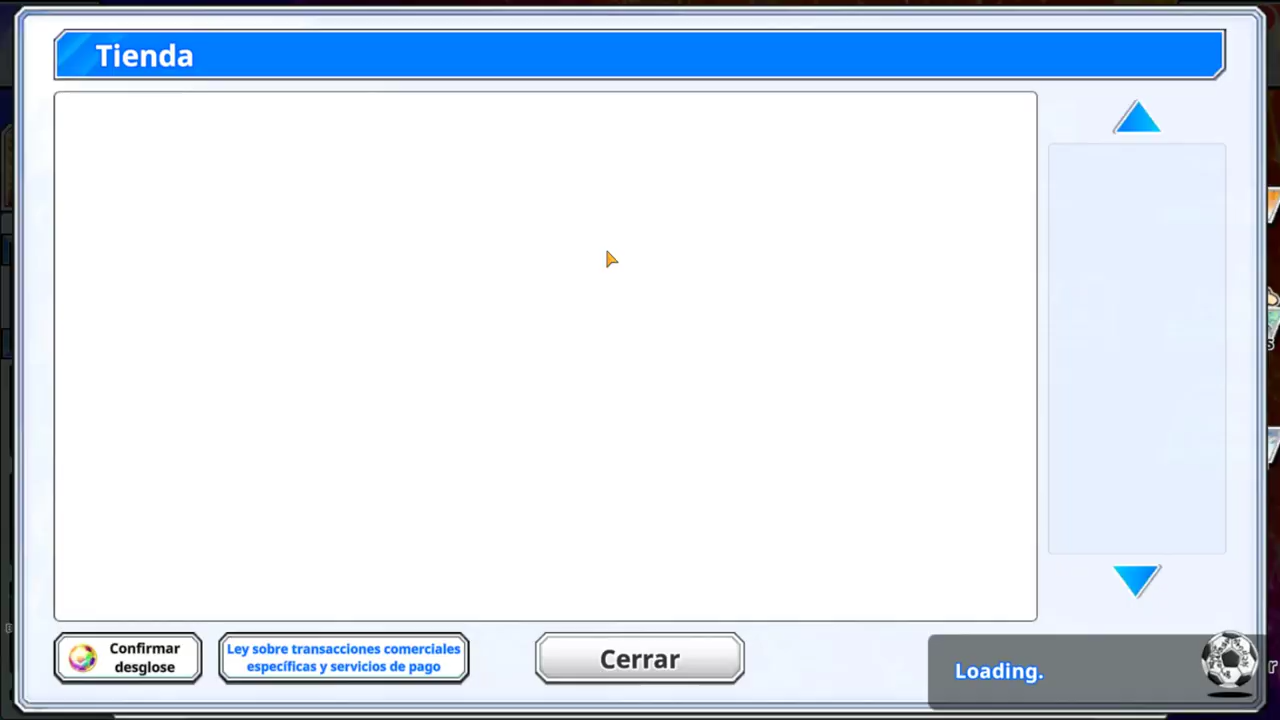 Tienda
Confirmar
desglose
Ley sobre transacciones comerciales
específicas y servicios de pago
Cerrar
Loading.